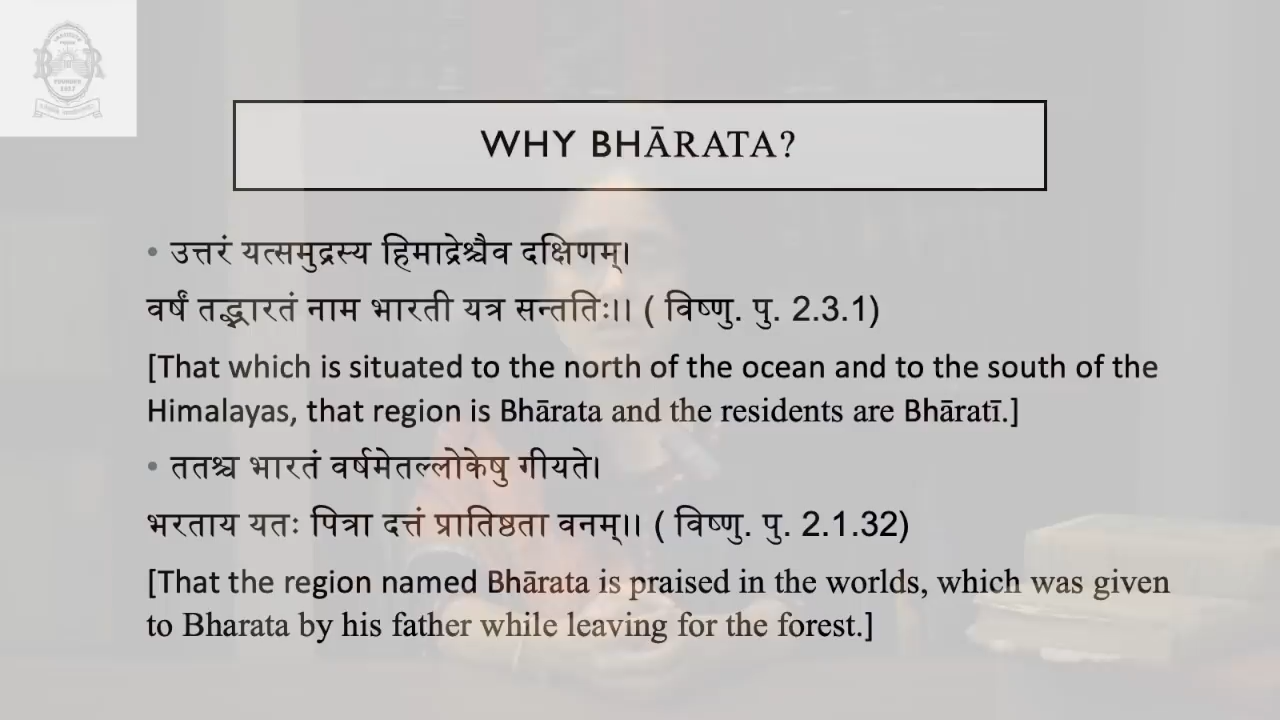 WHY BHĀRATA?
• उत्तरं यत्समुद्रस्य हिमाद्रेश्चैव दक्षिणम्।
वर्षं तद्भारतं नाम भारती यत्र सन्ततिः।। ( विष्णु. पु. 2.3.1)
[That which is situated to the north of the ocean and to the south of the
Himalayas, that region is Bhārata and the residents are Bhāratī.]
• ततश्च भारतं वर्षमेतल्लोकेषु गीयते।
भरताय यतः पित्रा दत्तं प्रातिष्ठता वनम्।। ( विष्णु. पु. 2.1.32)
[That the region named Bhārata is praised in the worlds, which was given
to Bharata by his father while leaving for the forest.]